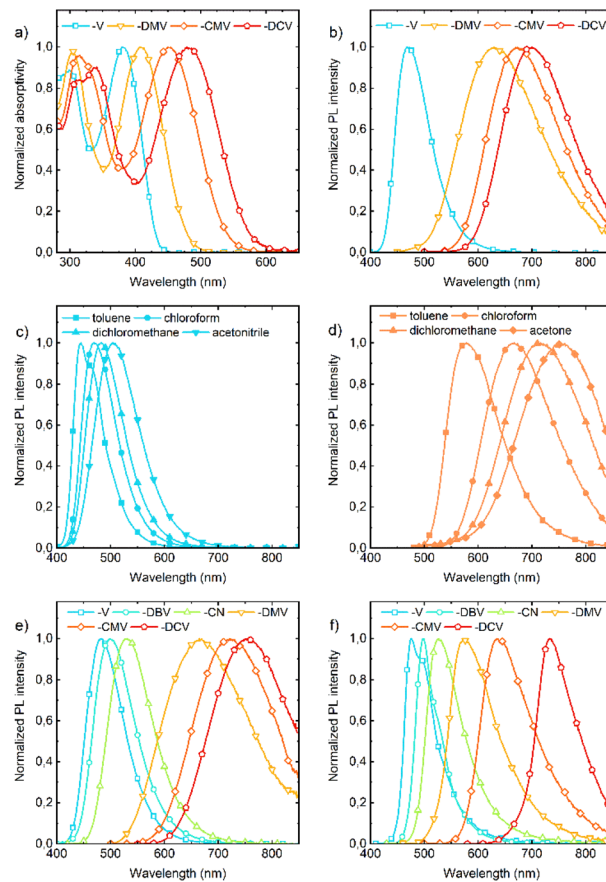 a)
-V -DMV -CMV -DCV
Normalized absorptivity
1,0
0,8
0,6
0,4
0,2
0,0
300 350 400 450 500 550 600 650
Wavelength (nm)
b)
-V -DMV -CMV -DCV
Normalized PL intensity
1,0
0,8
0,6
0,4
0,2
0,0
400 500 600 700 800
Wavelength (nm)
c)
toluene chloroform
dichloromethane acetonitrile
Normalized PL intensity
1,0
0,8
0,6
0,4
0,2
0,0
400 500 600 700 800
Wavelength (nm)
d)
toluene chloroform
dichloromethane acetone
Normalized PL intensity
1,0
0,8
0,6
0,4
0,2
0,0
400 500 600 700 800
Wavelength (nm)
e)
-V -DBV -CN -DMV
-CMV -DCV
Normalized PL intensity
1,0
0,8
0,6
0,4
0,2
0,0
400 500 600 700 800
Wavelength (nm)
f)
-V -DBV -CN -DMV
-CMV -DCV
Normalized PL intensity
1,0
0,8
0,6
0,4
0,2
0,0
400 500 600 700 800
Wavelength (nm)